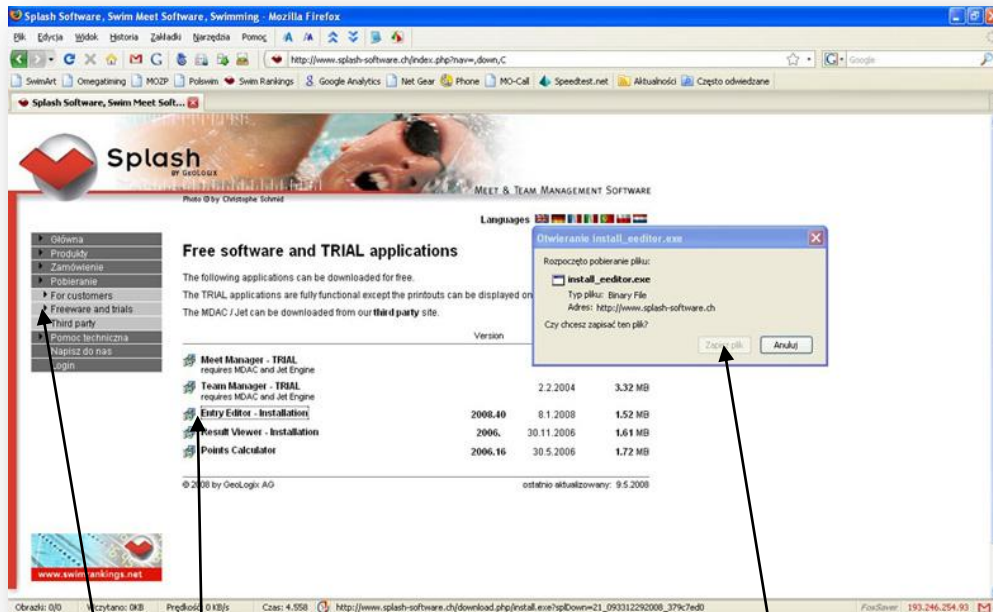 Splash Software, Swim Meet Software, Swimming - Mozilla Firefox
Plik Edycja Widok Historia Zakładki Narzędzia Pomoc
http://www.splash-software.ch/index.php?nav=,down,C
Google
SwimArt Omegatiming MOZP Polswim Swim Rankings Google Analytics Net Gear Phone MO-Call Speedtest.net Aktualności Często odwiedzane
Splash Software, Swim Meet Soft...
Splash
BY GEOLOGIX
MEET & TEAM MANAGEMENT SOFTWARE
Photo © by Christophe Schmid
Languages
Główna
Produkty
Zamówienie
Pobieranie
For customers
Freeware and trials
Third party
Pomoc techniczna
Napisz do nas
Login
Free software and TRIAL applications
The following applications can be downloaded for free.
The TRIAL applications are fully functional except the printouts can be displayed on
The MDAC / Jet can be downloaded from our third party site.
Version
Meet Manager - TRIAL
requires MDAC and Jet Engine
Team Manager - TRIAL 2.2.2004 3.32 MB
requires MDAC and Jet Engine
Entry Editor - Installation 2008.40 8.1.2008 1.52 MB
Result Viewer - Installation 2006. 30.11.2006 1.61 MB
Points Calculator 2006.16 30.5.2006 1.72 MB
© 2008 by GeoLogix AG ostatnio aktualizowany: 9.5.2008
Otwieranie install_eeditor.exe
Rozpoczęto pobieranie pliku:
install_eeditor.exe
Typ pliku: Binary File
Adres: http://www.splash-software.ch
Czy chcesz zapisać ten plik?
Zapisz plik Anuluj
www.swimrankings.net
Obrazki: 0/0 Wczytano: 0KB Prędkość: 0 KB/s Czas: 4.558 http://www.splash-software.ch/download.php/install.exe?splDown=21_093312292008_379c7ed0 FoxSaver 193.246.254.93